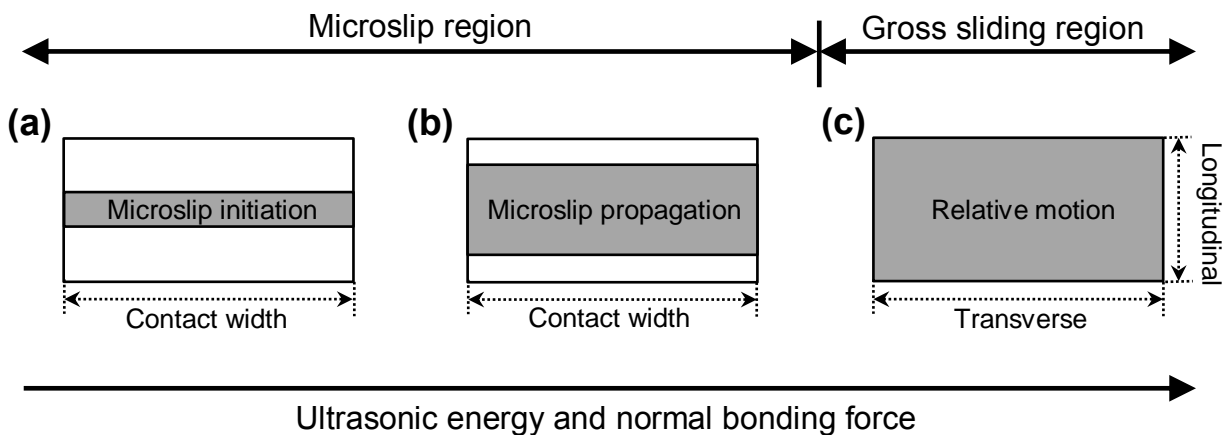 Microslip region
Gross sliding region
(a)
(b)
(c)
Microslip initiation
Microslip propagation
Relative motion
Longitudinal
Contact width
Contact width
Transverse
Ultrasonic energy and normal bonding force